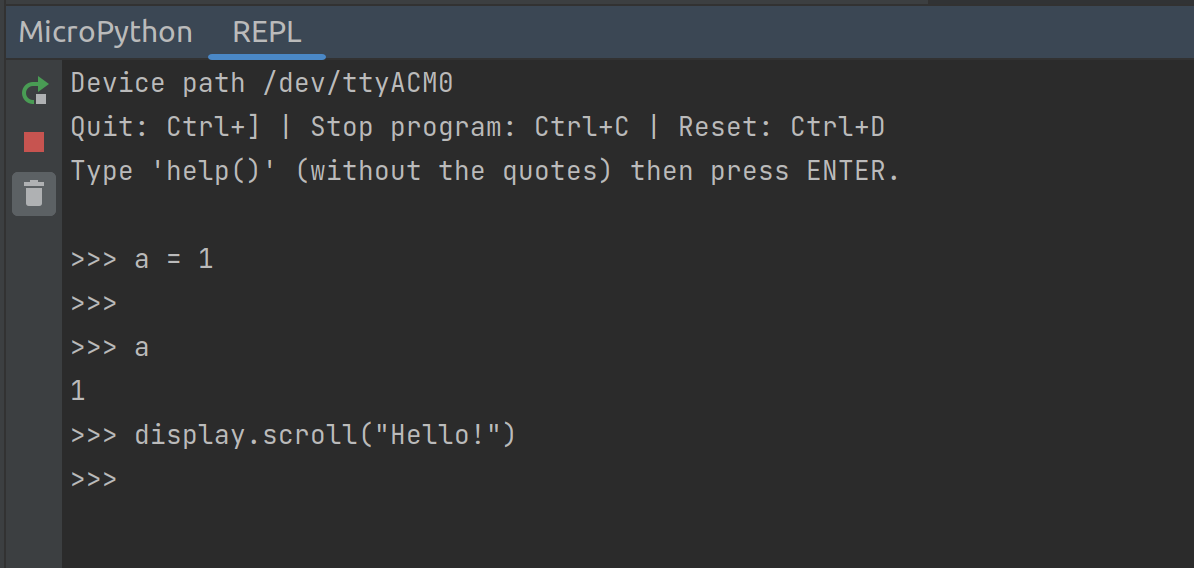 MicroPython REPL
Device path /dev/ttyACM0
Quit: Ctrl+] | Stop program: Ctrl+C | Reset: Ctrl+D
Type 'help()' (without the quotes) then press ENTER.
>>> a = 1
>>>
>>> a
1
>>> display.scroll("Hello!")
>>>